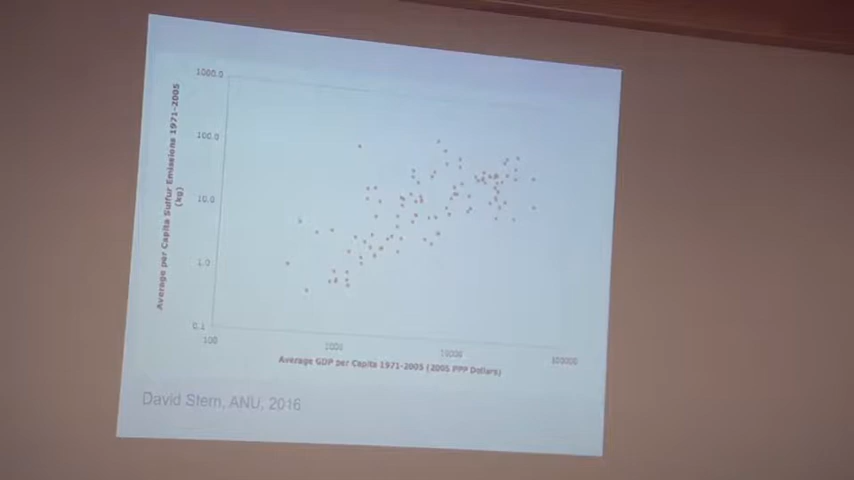 Average per Capita Sulfur Emissions 1971-2005
(kg)
1000.0
100.0
10.0
1.0
0.1
100
1000
10000
100000
Average GDP per Capita 1971-2005 (2005 PPP Dollars)
David Stern, ANU, 2016